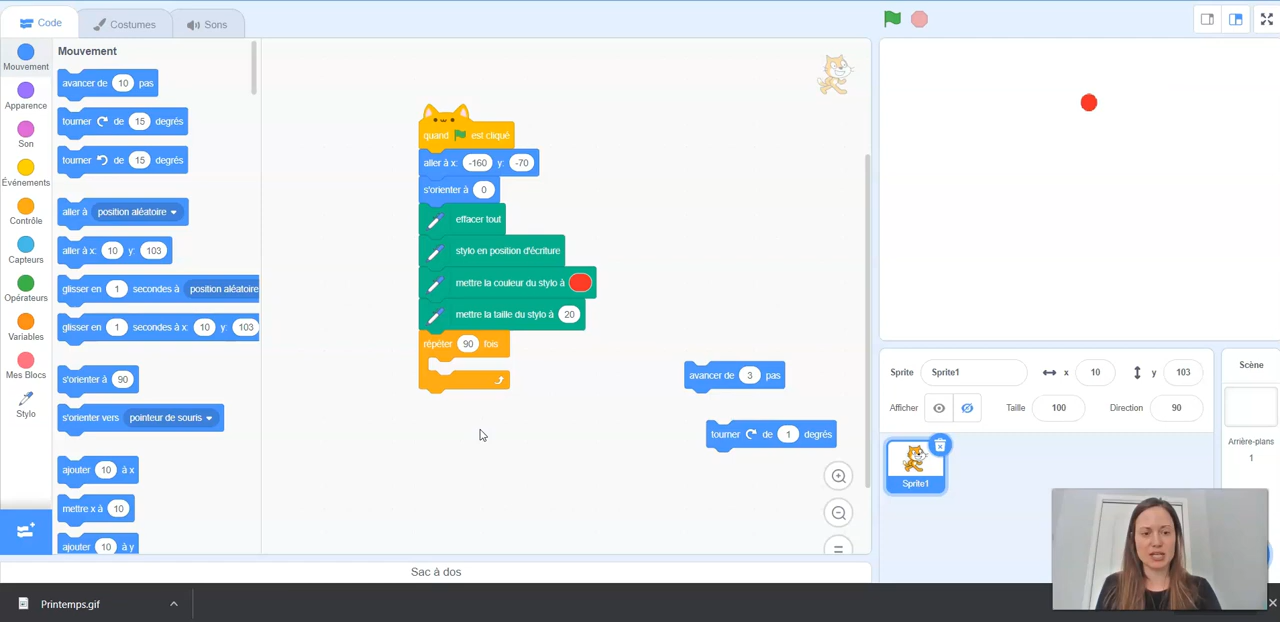 Code
Costumes
Sons
Mouvement
Apparence
Son
Événements
Contrôle
Capteurs
Opérateurs
Variables
Mes Blocs
Stylo
Mouvement
avancer de 10 pas
tourner de 15 degrés
tourner de 15 degrés
aller à position aléatoire
aller à x: 10 y: 103
glisser en 1 secondes à position aléatoire
glisser en 1 secondes à x: 10 y: 103
s'orienter à 90
s'orienter vers pointeur de souris
ajouter 10 à x
mettre x à 10
ajouter 10 à y
quand est cliqué
aller à x: -160 y: -70
s'orienter à 0
effacer tout
stylo en position d'écriture
mettre la couleur du stylo à
mettre la taille du stylo à 20
répéter 90 fois
avancer de 3 pas
tourner de 1 degrés
Sac à dos
Sprite Sprite1 x 10 y 103
Afficher Taille 100 Direction 90
Sprite1
Scène
Arrière-plans
1
Printemps.gif